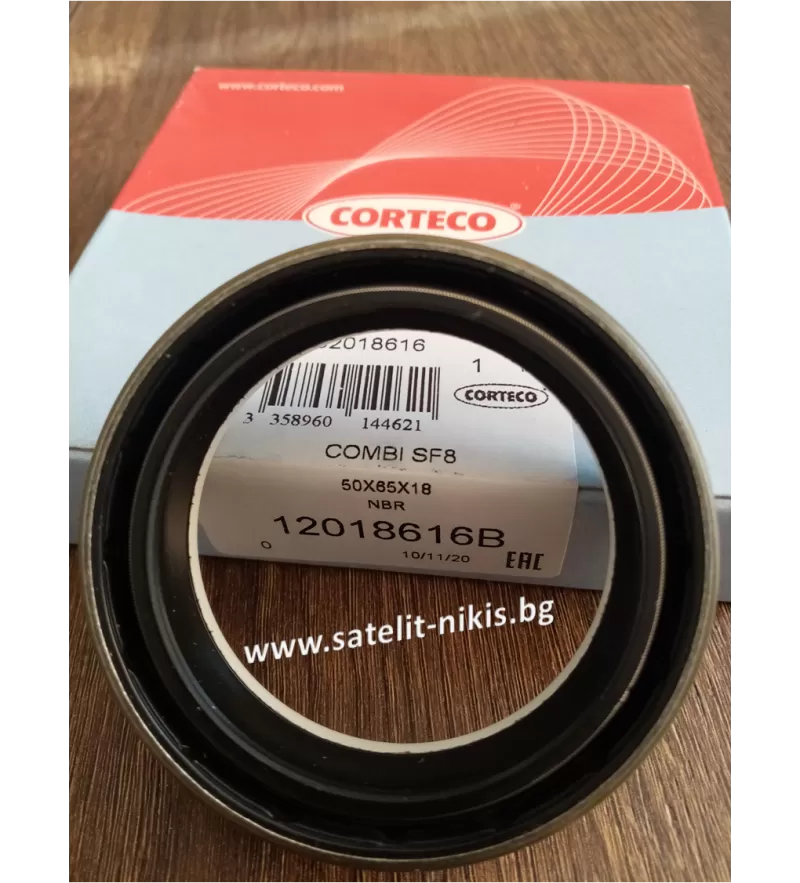 www.corteco.com
CORTECO®
2018616
1
CORTECO
3 358960 144621
COMBI SF8
50X65X18
NBR
12018616B
0
10/11/20
EAC
www.satelit-nikis.bg